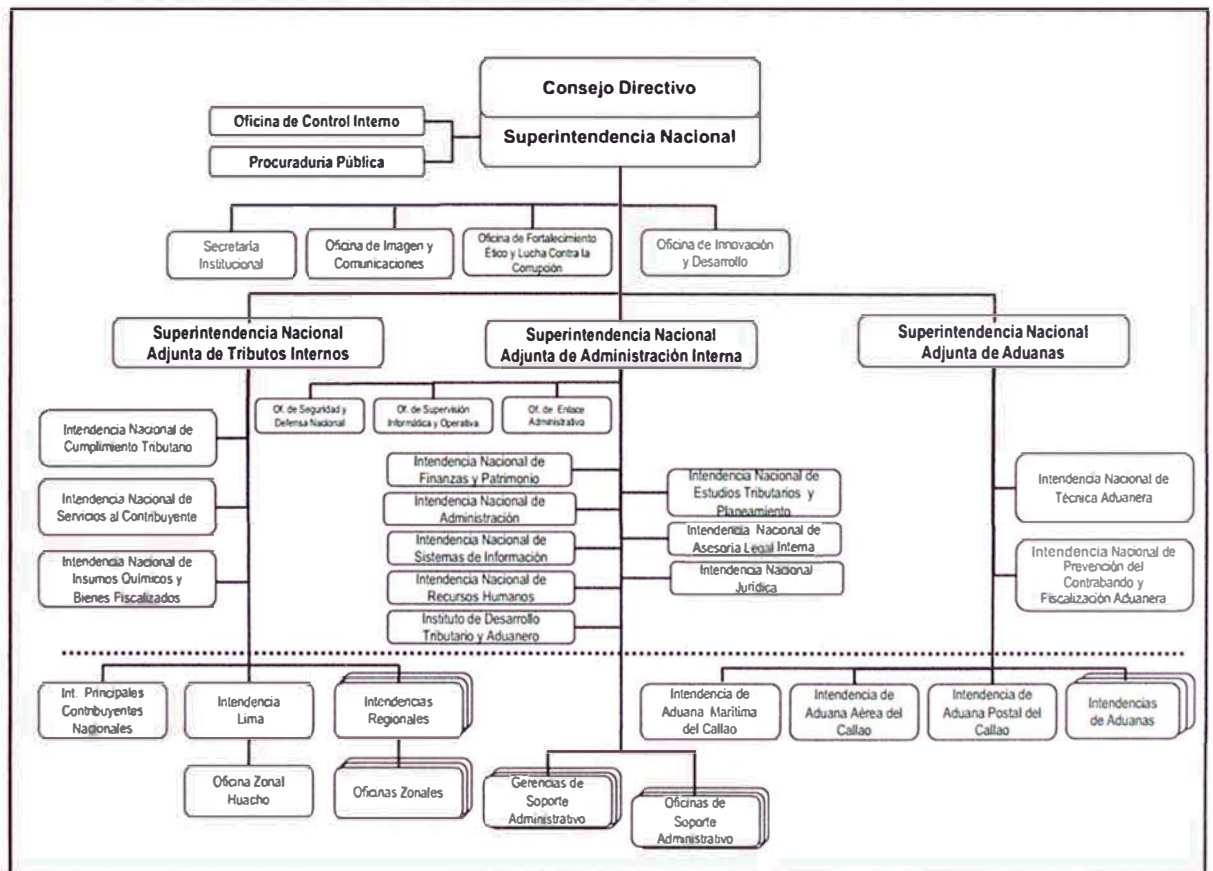 Consejo Directivo
Superintendencia Nacional
Oficina de Control Interno
Procuraduría Pública
Secretaría
Institucional
Oficina de Imagen y
Comunicaciones
Oficina de Fortalecimiento
Ético y Lucha Contra la
Corrupción
Oficina de Innovación
y Desarrollo
Superintendencia Nacional
Adjunta de Tributos Internos
Superintendencia Nacional
Adjunta de Administración Interna
Superintendencia Nacional
Adjunta de Aduanas
Of. de Seguridad y
Defensa Nacional
Of. de Supervisión
Informática y Operativa
Of. de Enlace
Administrativo
Intendencia Nacional de
Cumplimiento Tributario
Intendencia Nacional de
Servicios al Contribuyente
Intendencia Nacional de
Insumos Químicos y
Bienes Fiscalizados
Intendencia Nacional de
Finanzas y Patrimonio
Intendencia Nacional de
Administración
Intendencia Nacional de
Sistemas de Información
Intendencia Nacional de
Recursos Humanos
Instituto de Desarrollo
Tributario y Aduanero
Intendencia Nacional de
Estudios Tributarios y
Planeamiento
Intendencia Nacional de
Asesoría Legal Interna
Intendencia Nacional
Jurídica
Intendencia Nacional de
Técnica Aduanera
Intendencia Nacional de
Prevención del
Contrabando y
Fiscalización Aduanera
Int. Principales
Contribuyentes
Nacionales
Intendencia
Lima
Intendencias
Regionales
Oficina Zonal
Huacho
Oficinas Zonales
Gerencias de
Soporte
Administrativo
Oficinas de
Soporte
Administrativo
Intendencia de
Aduana Marítima
del Callao
Intendencia de
Aduana Aérea del
Callao
Intendencia de
Aduana Postal del
Callao
Intendencias
de Aduanas